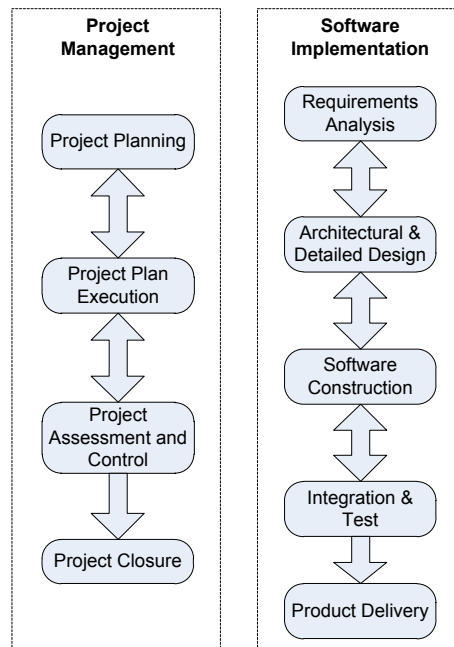 Project
Management
Project Planning
Project Plan
Execution
Project
Assessment and
Control
Project Closure
Software
Implementation
Requirements
Analysis
Architectural &
Detailed Design
Software
Construction
Integration &
Test
Product Delivery